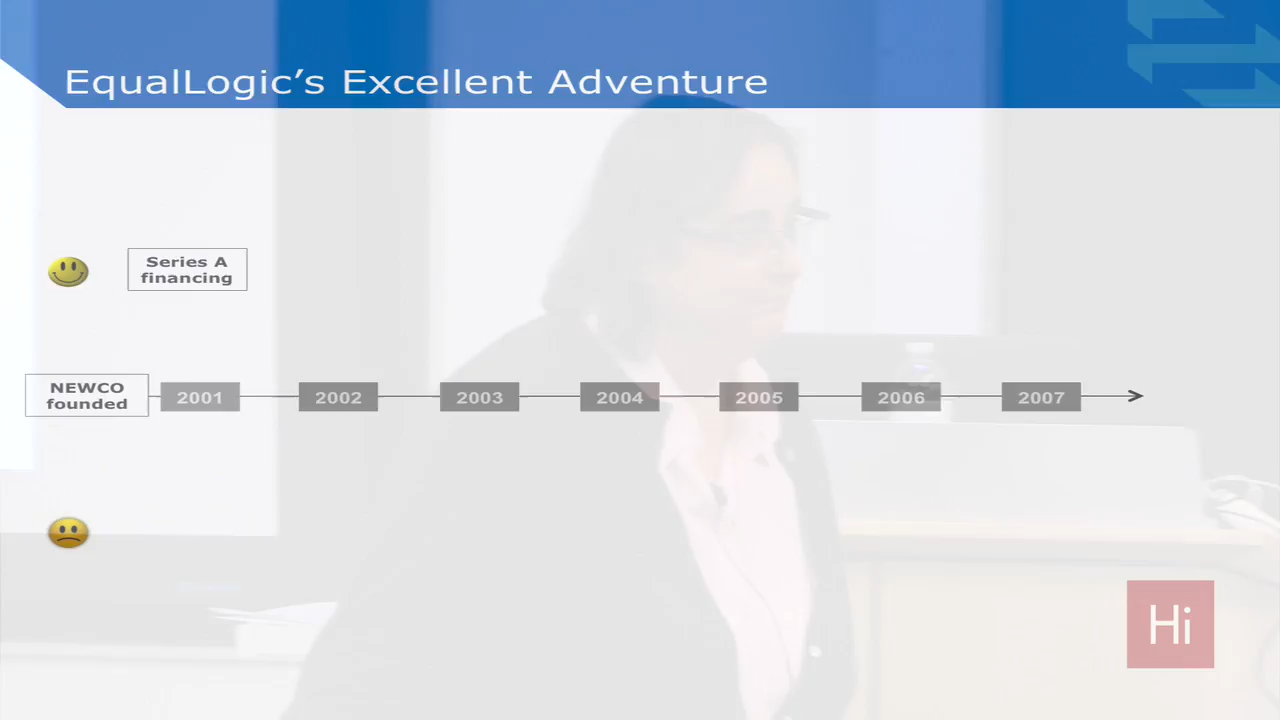 EqualLogic’s Excellent Adventure
Series A
financing
NEWCO
founded
2001
2002
2003
2004
2005
2006
2007
Hi